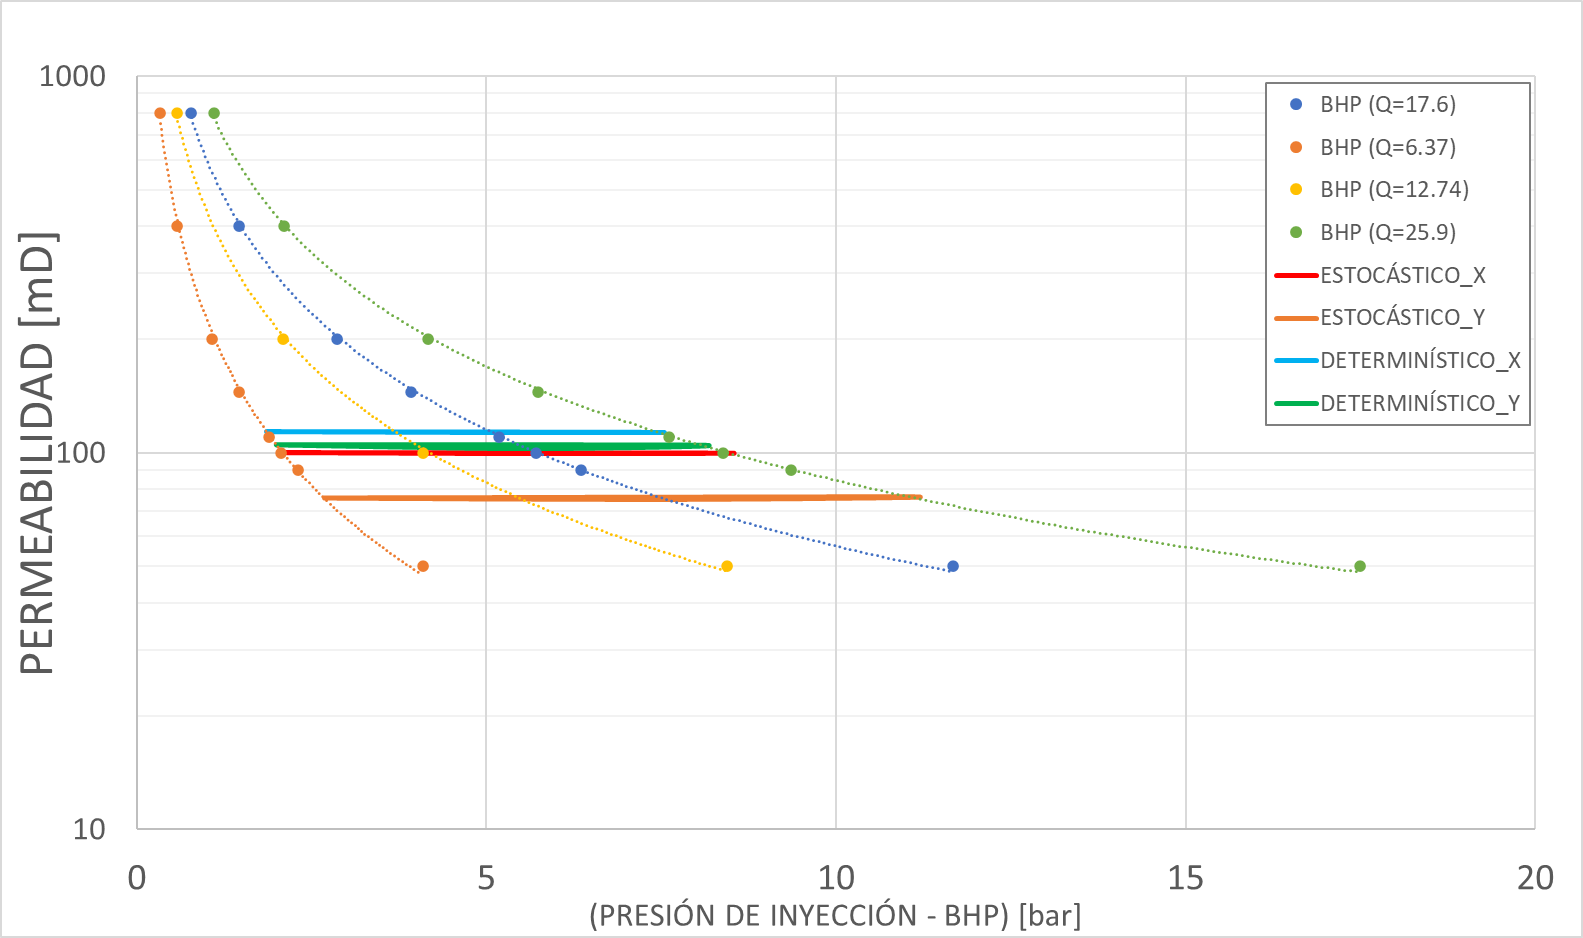 PERMEABILIDAD [mD]
1000
100
10
0
5
10
15
20
(PRESIÓN DE INYECCIÓN - BHP) [bar]
BHP (Q=17.6)
BHP (Q=6.37)
BHP (Q=12.74)
BHP (Q=25.9)
ESTOCÁSTICO_X
ESTOCÁSTICO_Y
DETERMINÍSTICO_X
DETERMINÍSTICO_Y